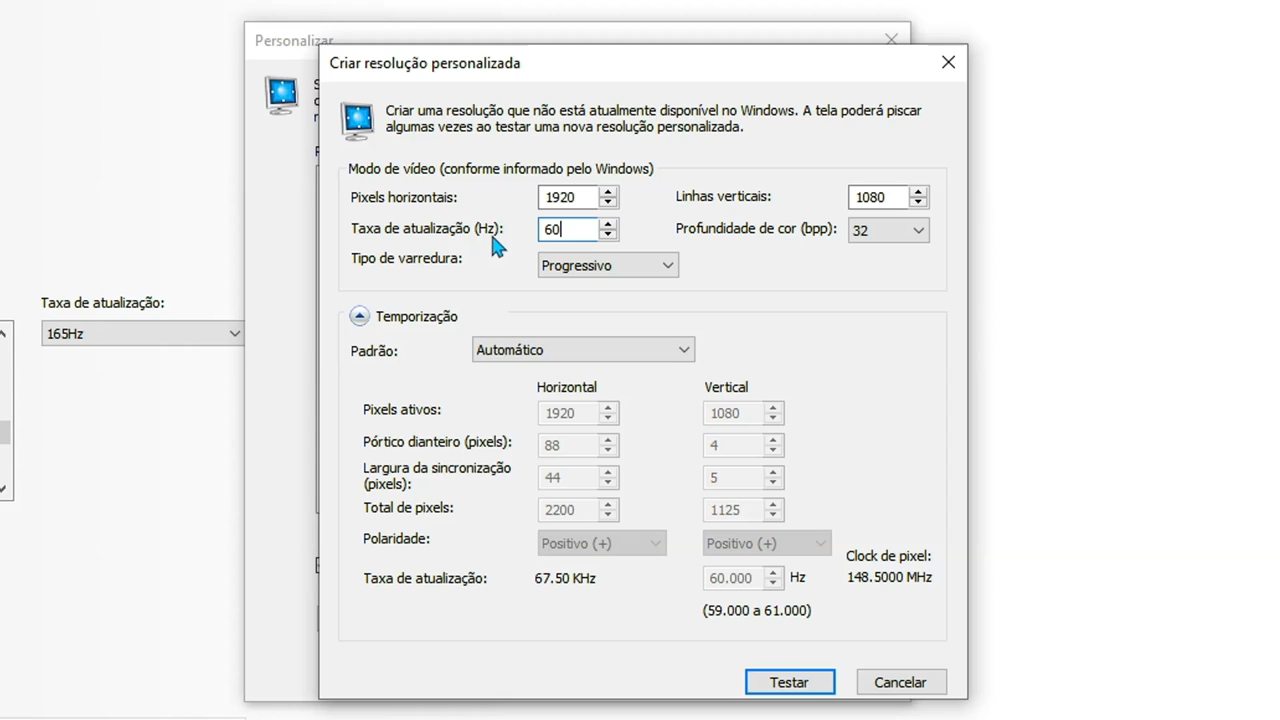 Personalizar
Criar resolução personalizada
Criar uma resolução que não está atualmente disponível no Windows. A tela poderá piscar
algumas vezes ao testar uma nova resolução personalizada.
Modo de vídeo (conforme informado pelo Windows)
Pixels horizontais: 1920 Linhas verticais: 1080
Taxa de atualização (Hz): 60 Profundidade de cor (bpp): 32
Tipo de varredura: Progressivo
Taxa de atualização:
165Hz
Temporização
Padrão: Automático
Horizontal Vertical
Pixels ativos: 1920 1080
Pórtico dianteiro (pixels): 88 4
Largura da sincronização
(pixels): 44 5
Total de pixels: 2200 1125
Polaridade: Positivo (+) Positivo (+)
Clock de pixel:
Taxa de atualização: 67.50 KHz 60.000 Hz 148.5000 MHz
(59.000 a 61.000)
Testar Cancelar